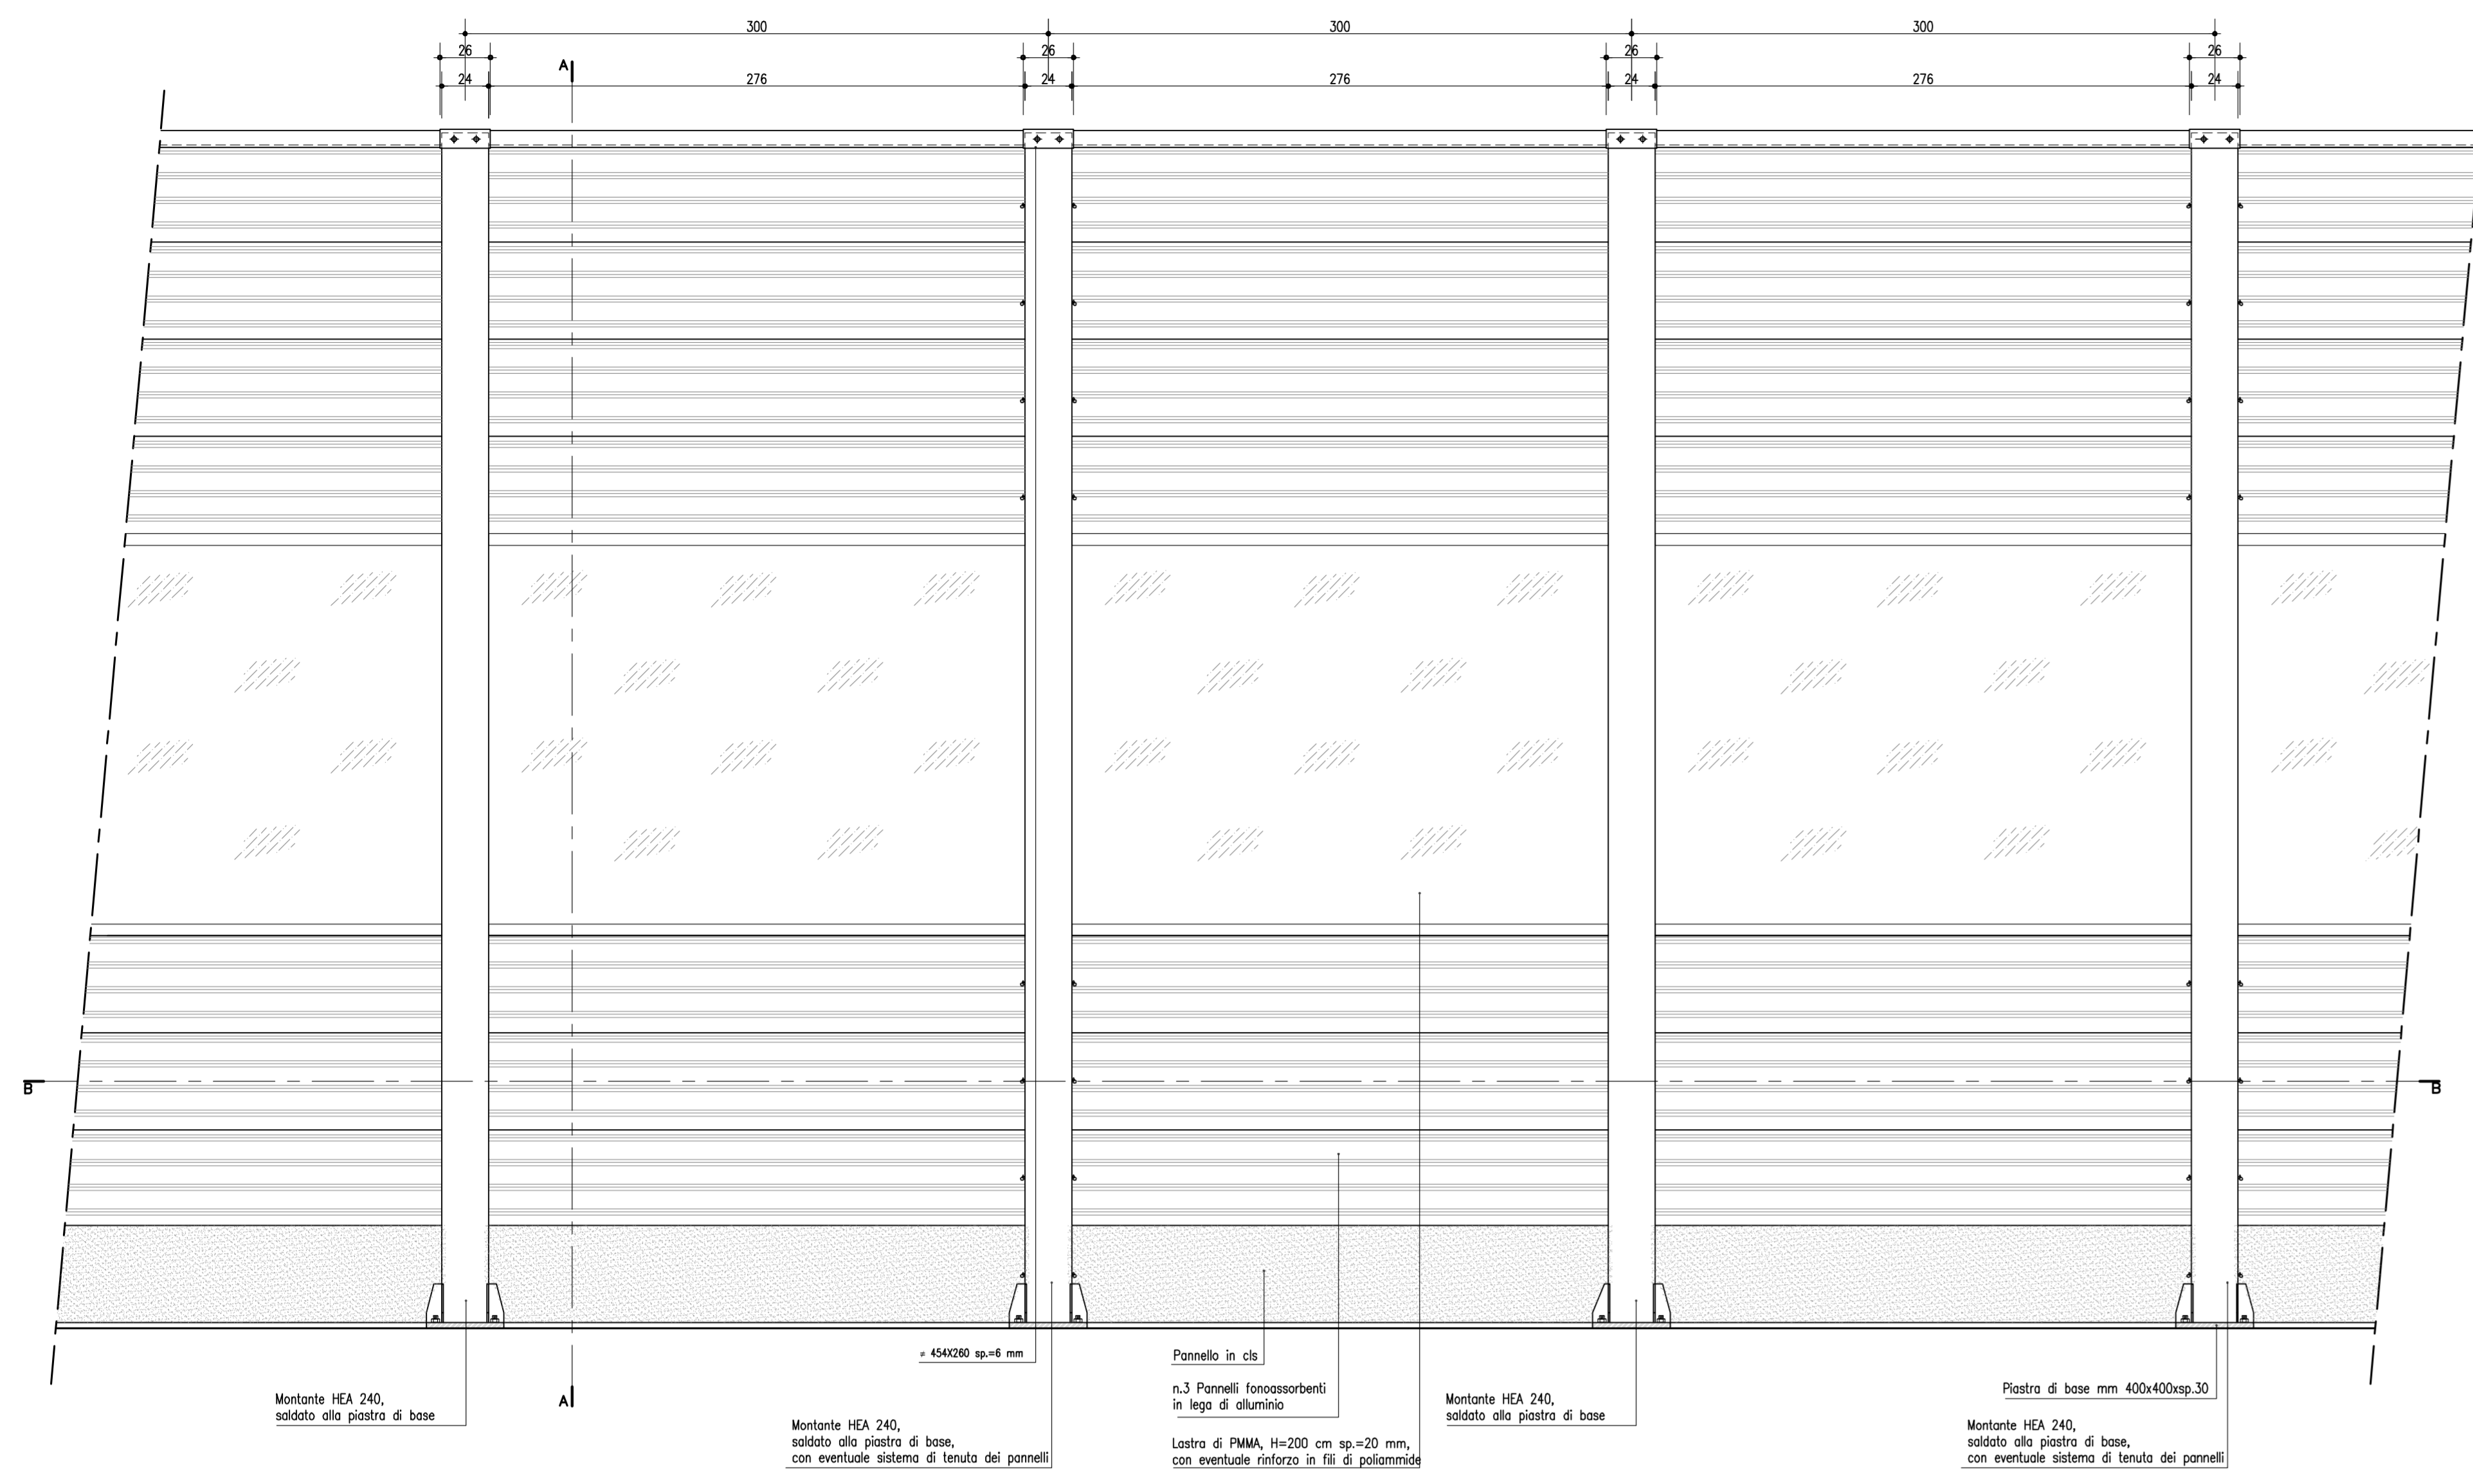 300 300 300
26 26 26 26
A
24 276 24 276 24 276 24
B B
≠ 454X260 sp.=6 mm
Pannello in cls
n.3 Pannelli fonoassorbenti
in lega di alluminio
Piastra di base mm 400x400xsp.30
Montante HEA 240,
saldato alla piastra di base
A
Montante HEA 240,
saldato alla piastra di base
Montante HEA 240,
saldato alla piastra di base,
con eventuale sistema di tenuta dei pannelli
Lastra di PMMA, H=200 cm sp.=20 mm,
con eventuale rinforzo in fili di poliammide
Montante HEA 240,
saldato alla piastra di base,
con eventuale sistema di tenuta dei pannelli